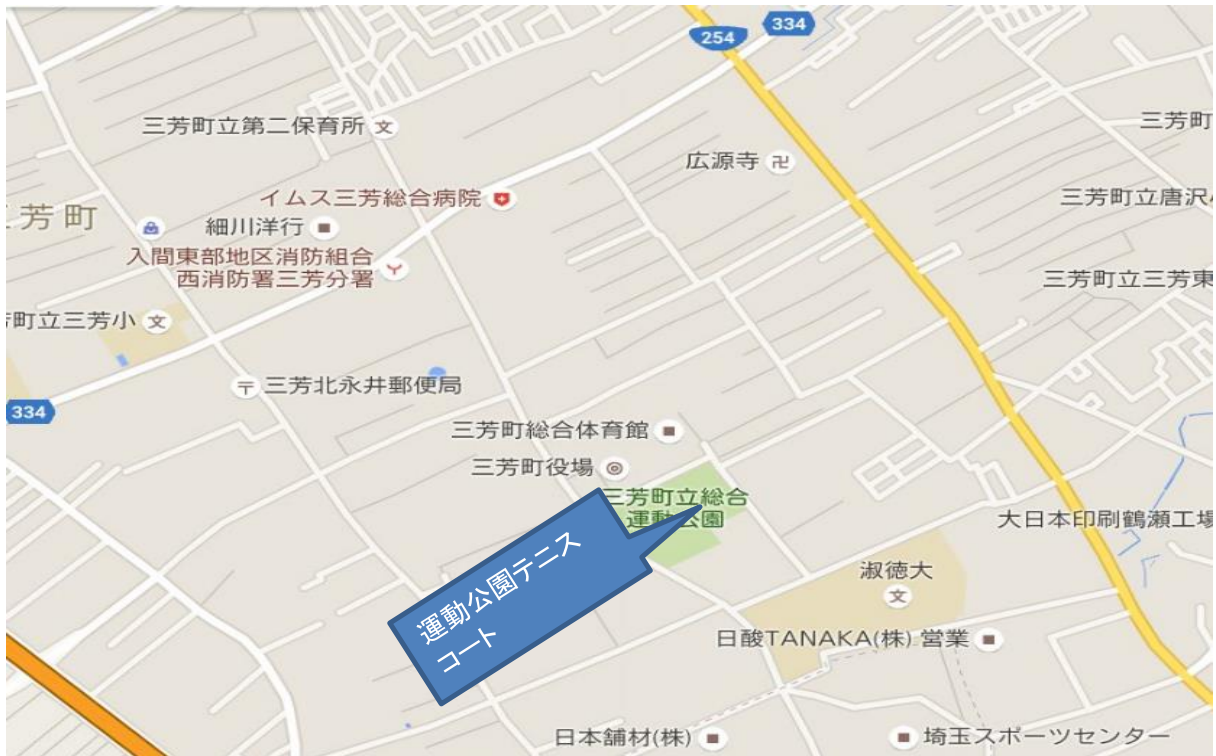 334
254
三芳町立第二保育所
三芳町
広源寺
イムス三芳総合病院
三芳町立唐沢
芳町
細川洋行
入間東部地区消防組合
西消防署三芳分署
三芳町立三芳東
町立三芳小
三芳北永井郵便局
334
三芳町総合体育館
三芳町役場
三芳町立総合
運動公園
大日本印刷鶴瀬工場
運動公園テニス
コート
淑徳大
日酸TANAKA(株) 営業
日本舗材(株)
埼玉スポーツセンター